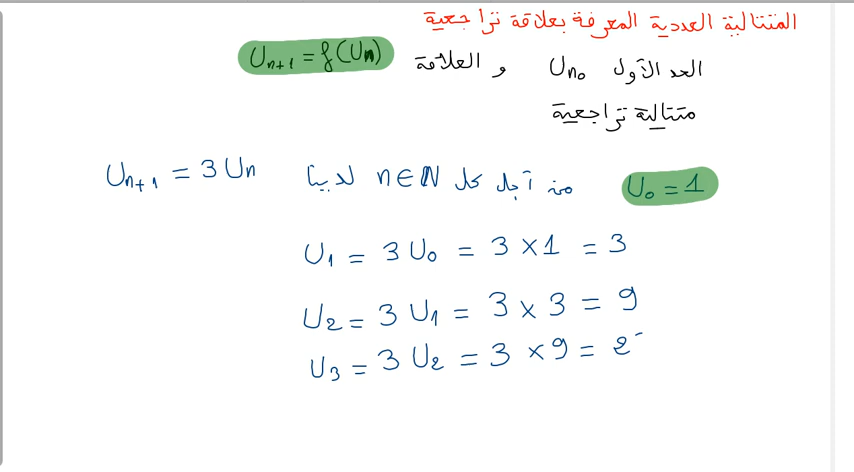 المتتالية العددية المعرفة بعلاقة تراجعية
الحد الأول Uₙ₀ و العلاقة Uₙ₊₁ = f(Uₙ)
متتالية تراجعية
U₀ = 1 من أجل كل n∈ℕ لدينا Uₙ₊₁ = 3Uₙ
U₁ = 3U₀ = 3×1 = 3
U₂ = 3U₁ = 3×3 = 9
U₃ = 3U₂ = 3×9 = 2